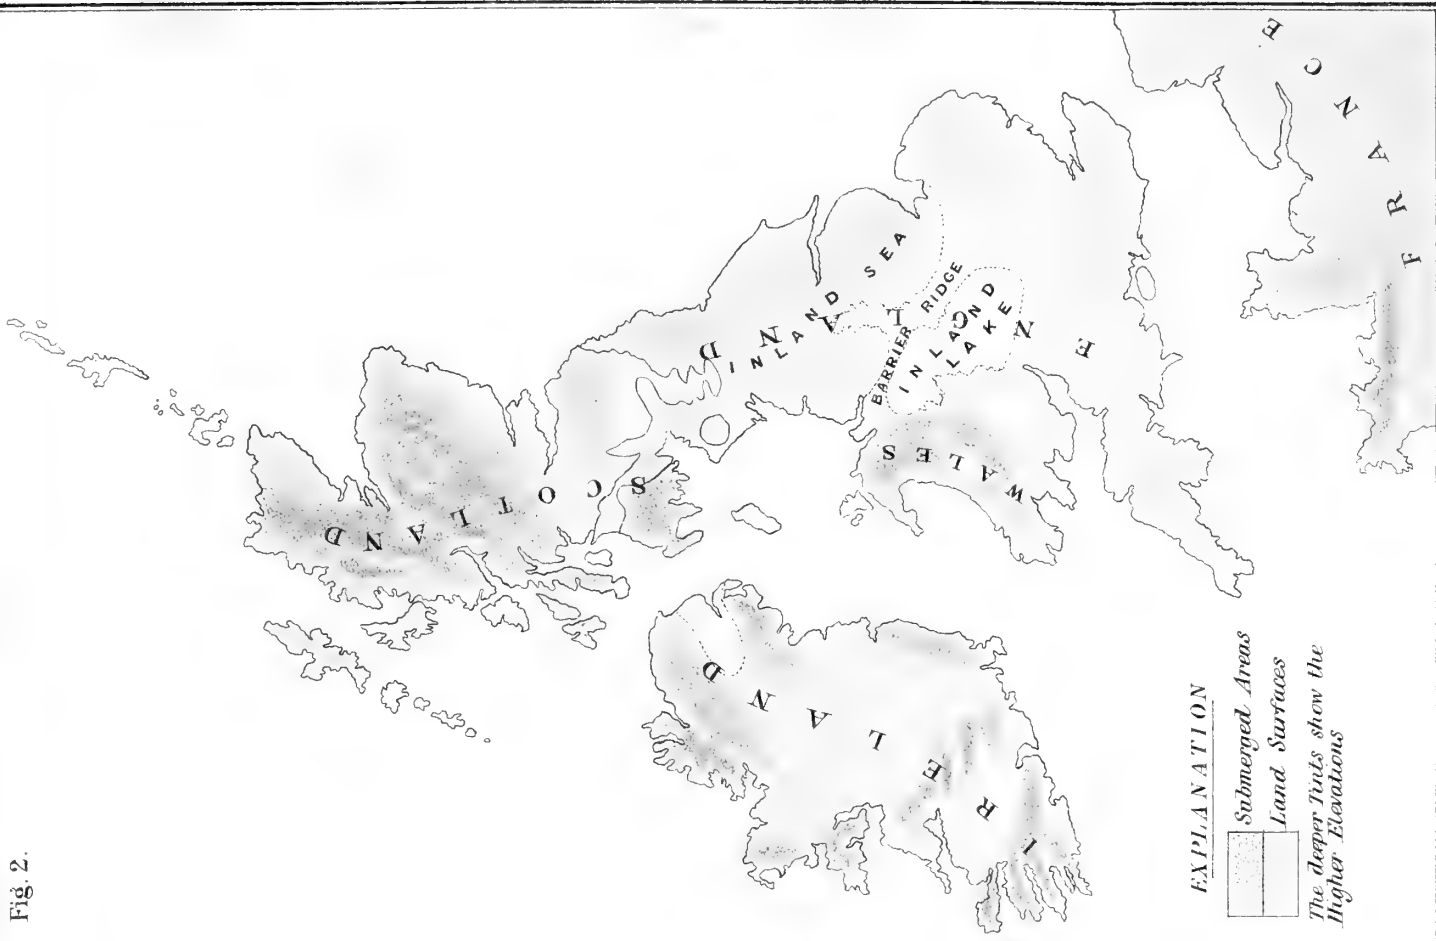 Fig. 2.
SCOTLAND
IRELAND
ENGLAND
WALES
FRANCE
INLAND SEA
BARRIER RIDGE
INLAND
LAKE
EXPLANATION
Submerged Areas
Land Surfaces
The deeper Tints show the
Higher Elevations